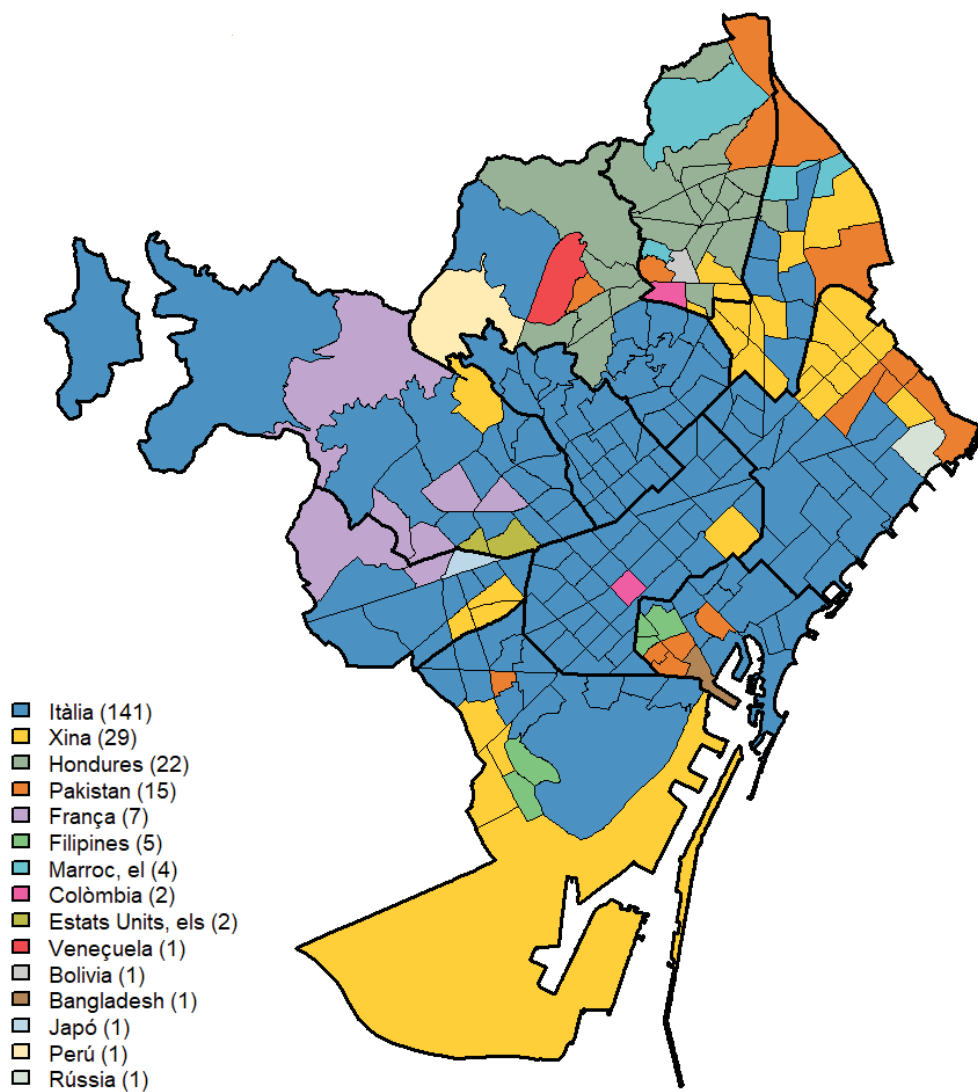 Itàlia (141)
Xina (29)
Hondures (22)
Pakistan (15)
França (7)
Filipines (5)
Marroc, el (4)
Colòmbia (2)
Estats Units, els (2)
Veneçuela (1)
Bolivia (1)
Bangladesh (1)
Japó (1)
Perú (1)
Rússia (1)